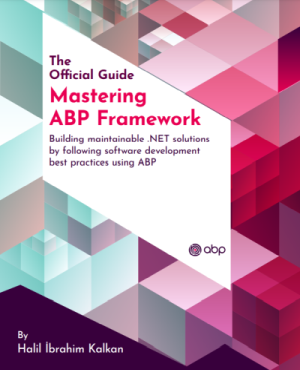 The
Official Guide
Mastering
ABP Framework
Building maintainable .NET solutions
by following software development
best practices using ABP
abp
By
Halil İbrahim Kalkan